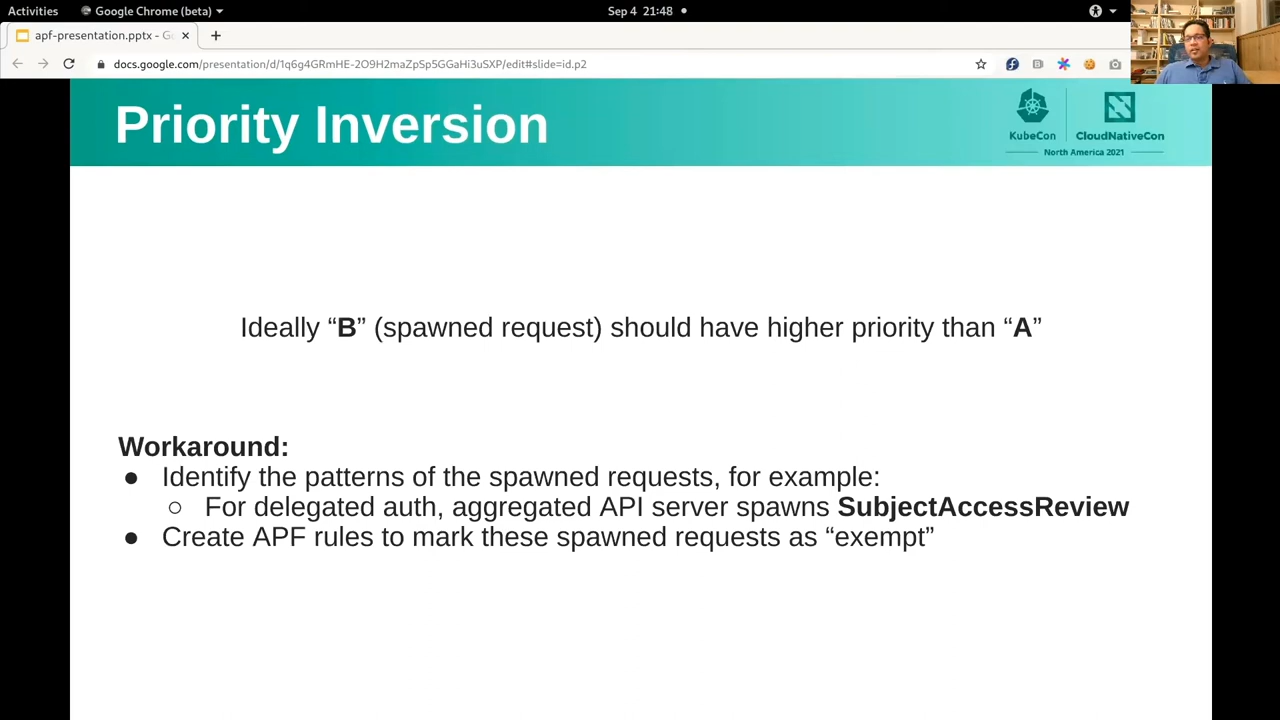 Activities
Google Chrome (beta)
Sep 4 21:48
apf-presentation.pptx - G
docs.google.com/presentation/d/1q6g4GRmHE-2O9H2maZpSp5GGaHi3uSXP/edit#slide=id.p2
Priority Inversion
KubeCon
CloudNativeCon
North America 2021
Ideally “B” (spawned request) should have higher priority than “A”
Workaround:
● Identify the patterns of the spawned requests, for example:
○ For delegated auth, aggregated API server spawns SubjectAccessReview
● Create APF rules to mark these spawned requests as “exempt”